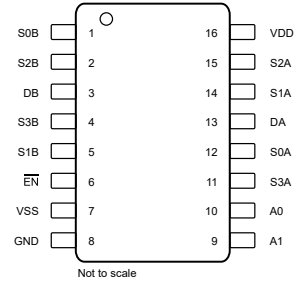 S0B 1 16 VDD
S2B 2 15 S2A
DB 3 14 S1A
S3B 4 13 DA
S1B 5 12 S0A
E̅N̅ 6 11 S3A
VSS 7 10 A0
GND 8 9 A1
Not to scale